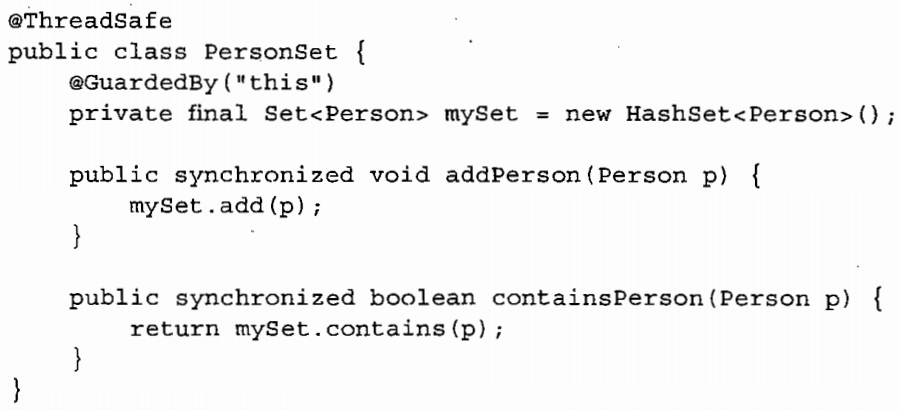 @ThreadSafe
public class PersonSet {
    @GuardedBy("this")
    private final Set<Person> mySet = new HashSet<Person>();

    public synchronized void addPerson(Person p) {
        mySet.add(p);
    }

    public synchronized boolean containsPerson(Person p) {
        return mySet.contains(p);
    }
}